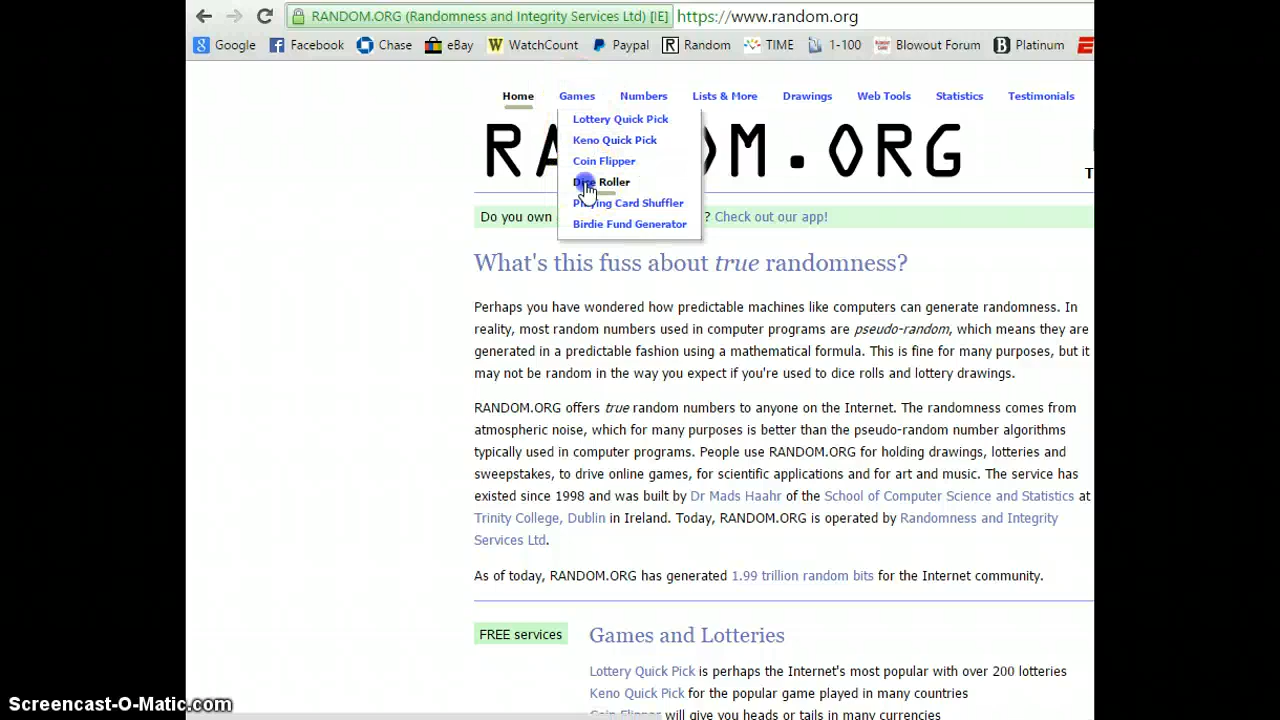 RANDOM.ORG (Randomness and Integrity Services Ltd) [IE] https://www.random.org
Google Facebook Chase eBay WatchCount Paypal Random TIME 1-100 Blowout Forum Platinum
Home Games Numbers Lists & More Drawings Web Tools Statistics Testimonials
Lottery Quick Pick
Keno Quick Pick
Coin Flipper
Dice Roller
Playing Card Shuffler
Birdie Fund Generator
RA DOM.ORG
T
Do you own ? Check out our app!
What's this fuss about true randomness?
Perhaps you have wondered how predictable machines like computers can generate randomness. In
reality, most random numbers used in computer programs are pseudo-random, which means they are
generated in a predictable fashion using a mathematical formula. This is fine for many purposes, but it
may not be random in the way you expect if you're used to dice rolls and lottery drawings.
RANDOM.ORG offers true random numbers to anyone on the Internet. The randomness comes from
atmospheric noise, which for many purposes is better than the pseudo-random number algorithms
typically used in computer programs. People use RANDOM.ORG for holding drawings, lotteries and
sweepstakes, to drive online games, for scientific applications and for art and music. The service has
existed since 1998 and was built by Dr Mads Haahr of the School of Computer Science and Statistics at
Trinity College, Dublin in Ireland. Today, RANDOM.ORG is operated by Randomness and Integrity
Services Ltd.
As of today, RANDOM.ORG has generated 1.99 trillion random bits for the Internet community.
FREE services
Games and Lotteries
Lottery Quick Pick is perhaps the Internet's most popular with over 200 lotteries
Keno Quick Pick for the popular game played in many countries
Coin Flipper will give you heads or tails in many currencies
Screencast-O-Matic.com